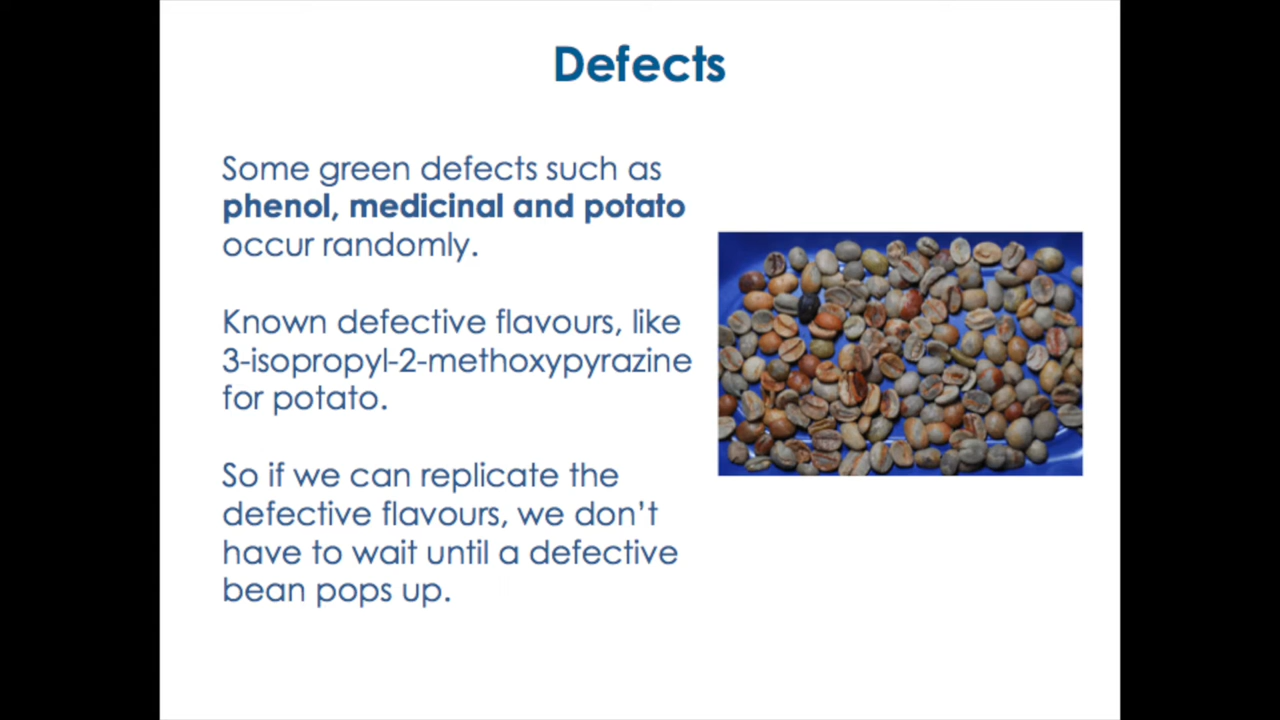 Defects
Some green defects such as
phenol, medicinal and potato
occur randomly.
Known defective flavours, like
3-isopropyl-2-methoxypyrazine
for potato.
So if we can replicate the
defective flavours, we don’t
have to wait until a defective
bean pops up.